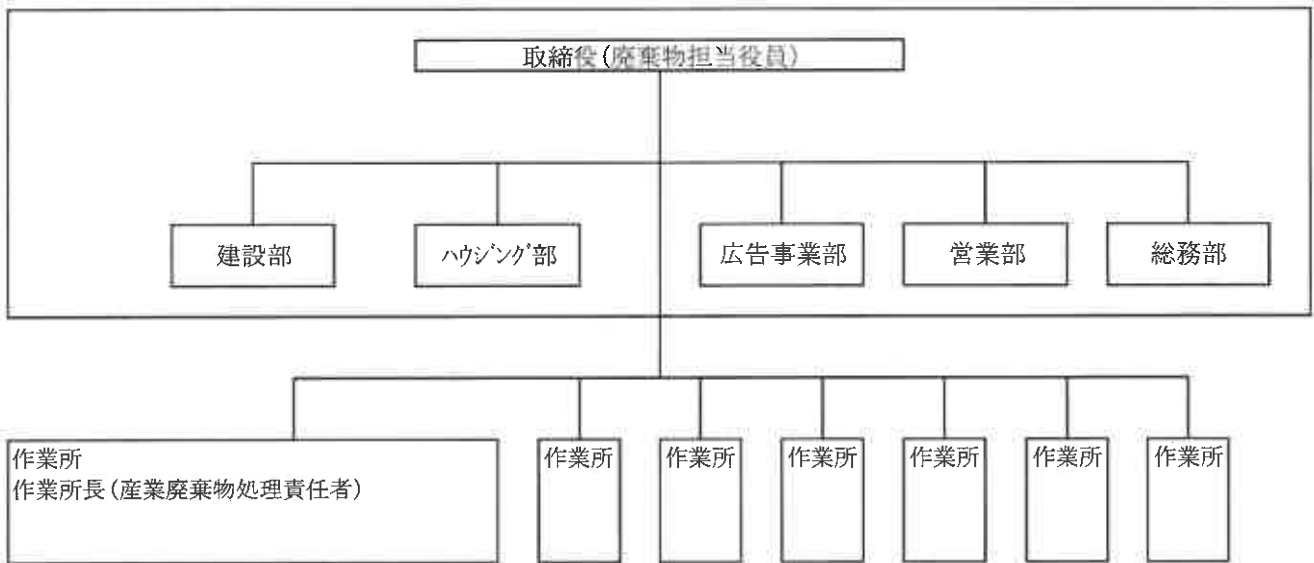 取締役(廃棄物担当役員)
建設部
ﾊｳｼﾞﾝｸﾞ部
広告事業部
営業部
総務部
作業所
作業所長(産業廃棄物処理責任者)
作業所
作業所
作業所
作業所
作業所
作業所